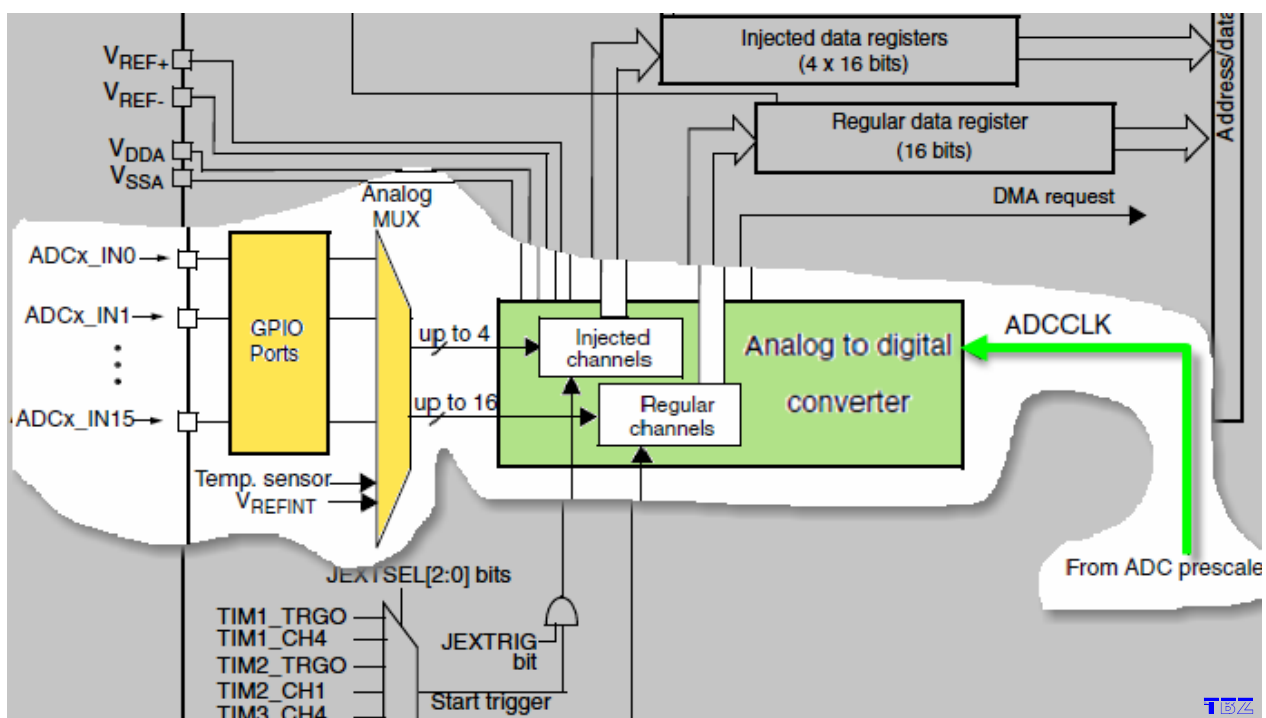 VREF+
VREF-
VDDA
VSSA
Injected data registers
(4 x 16 bits)
Regular data register
(16 bits)
Address/data
DMA request
Analog
MUX
ADCx_IN0
ADCx_IN1
ADCx_IN15
GPIO
Ports
up to 4
up to 16
Injected
channels
Regular
channels
Analog to digital
converter
ADCCLK
Temp. sensor
VREFINT
From ADC prescale
JEXTSEL[2:0] bits
TIM1_TRGO
TIM1_CH4
TIM2_TRGO
TIM2_CH1
TIM3_CH4
JEXTRIG
bit
Start trigger
TBZ